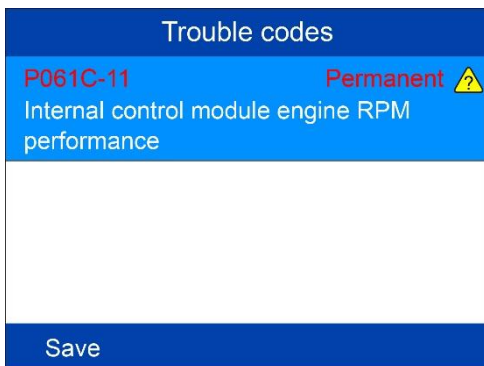 Trouble codes
P061C-11 Permanent ?
Internal control module engine RPM
performance
Save